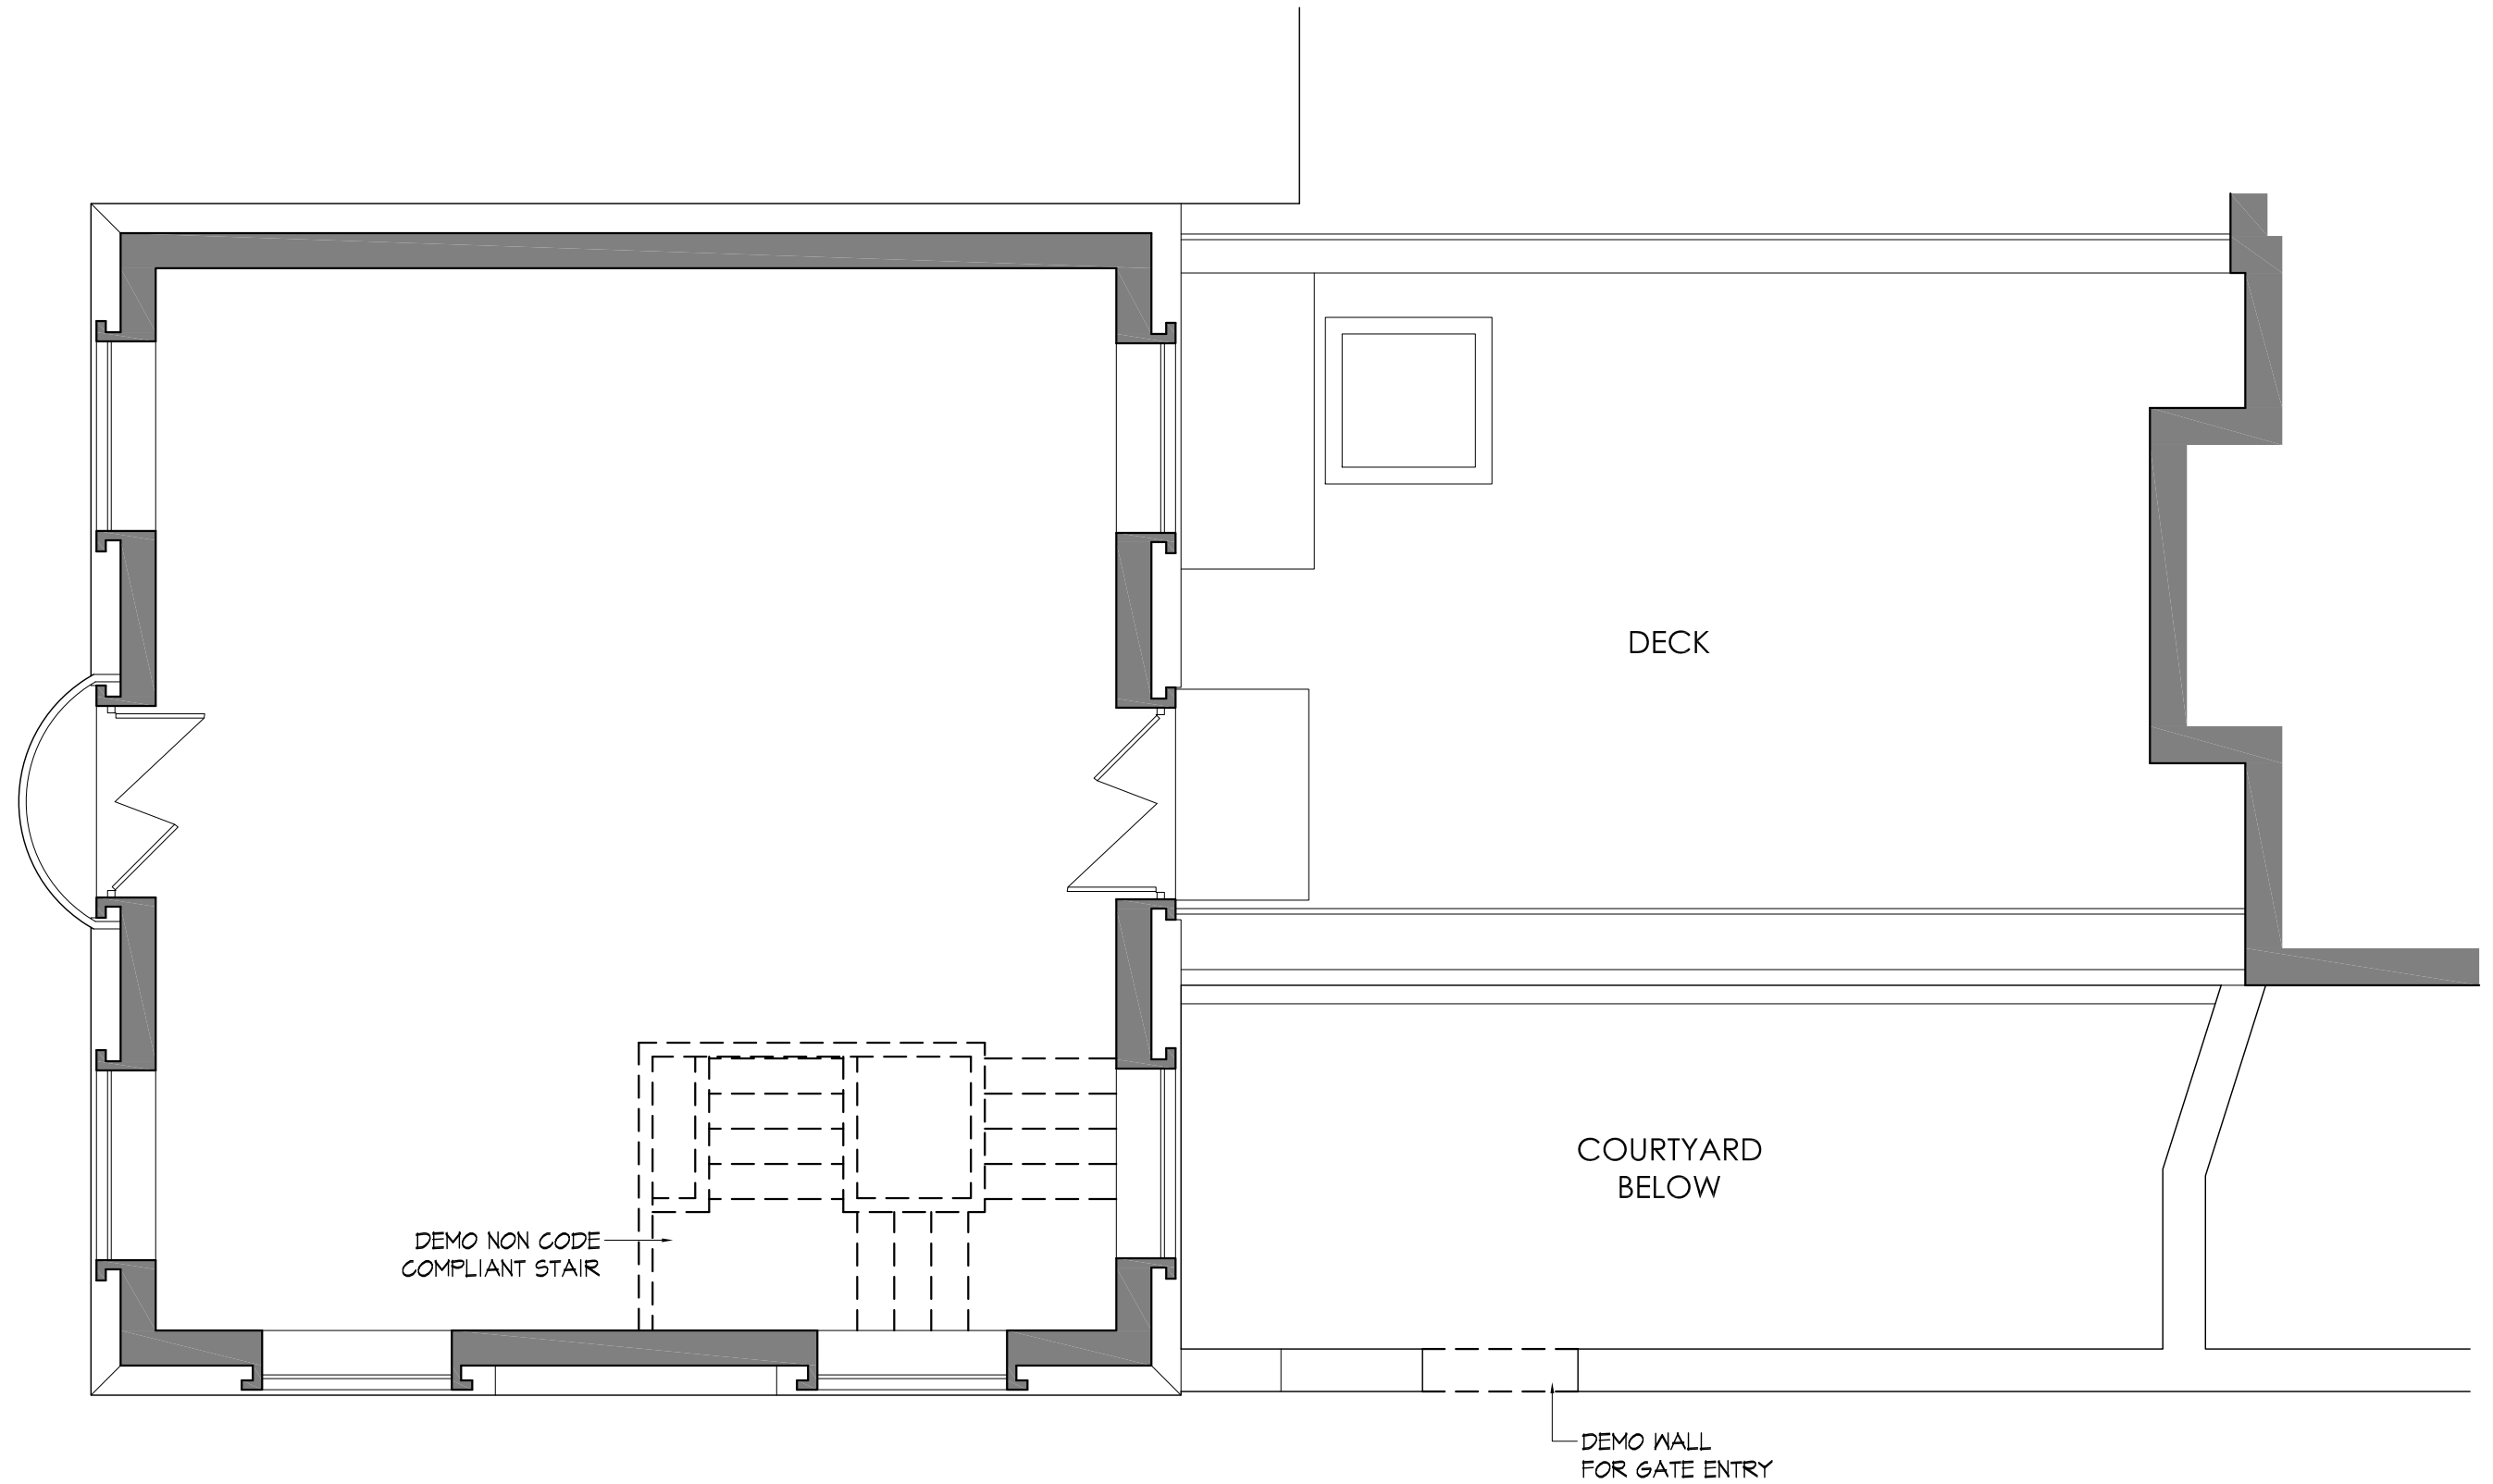 DECK
COURTYARD
BELOW
DEMO NON CODE
COMPLIANT STAIR
DEMO WALL
FOR GATE ENTRY